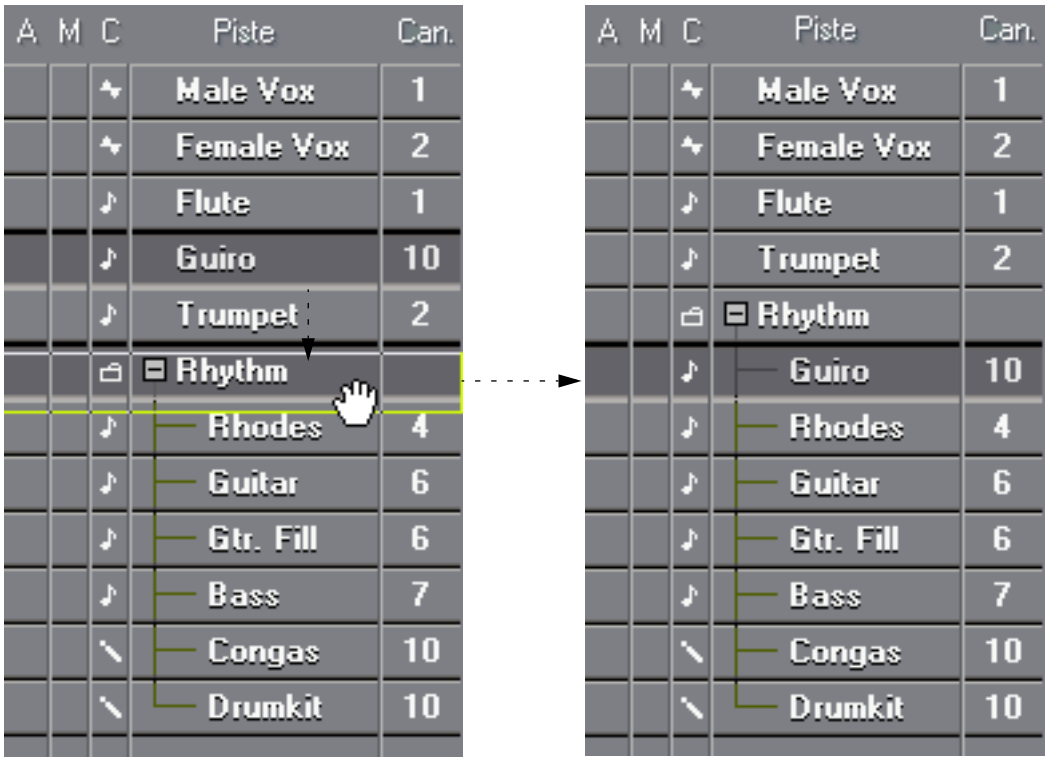 A M C Piste Can.
Male Vox 1
Female Vox 2
Flute 1
Guiro 10
Trumpet 2
Rhythm
Rhodes 4
Guitar 6
Gtr. Fill 6
Bass 7
Congas 10
Drumkit 10
A M C Piste Can.
Male Vox 1
Female Vox 2
Flute 1
Trumpet 2
Rhythm
Guiro 10
Rhodes 4
Guitar 6
Gtr. Fill 6
Bass 7
Congas 10
Drumkit 10